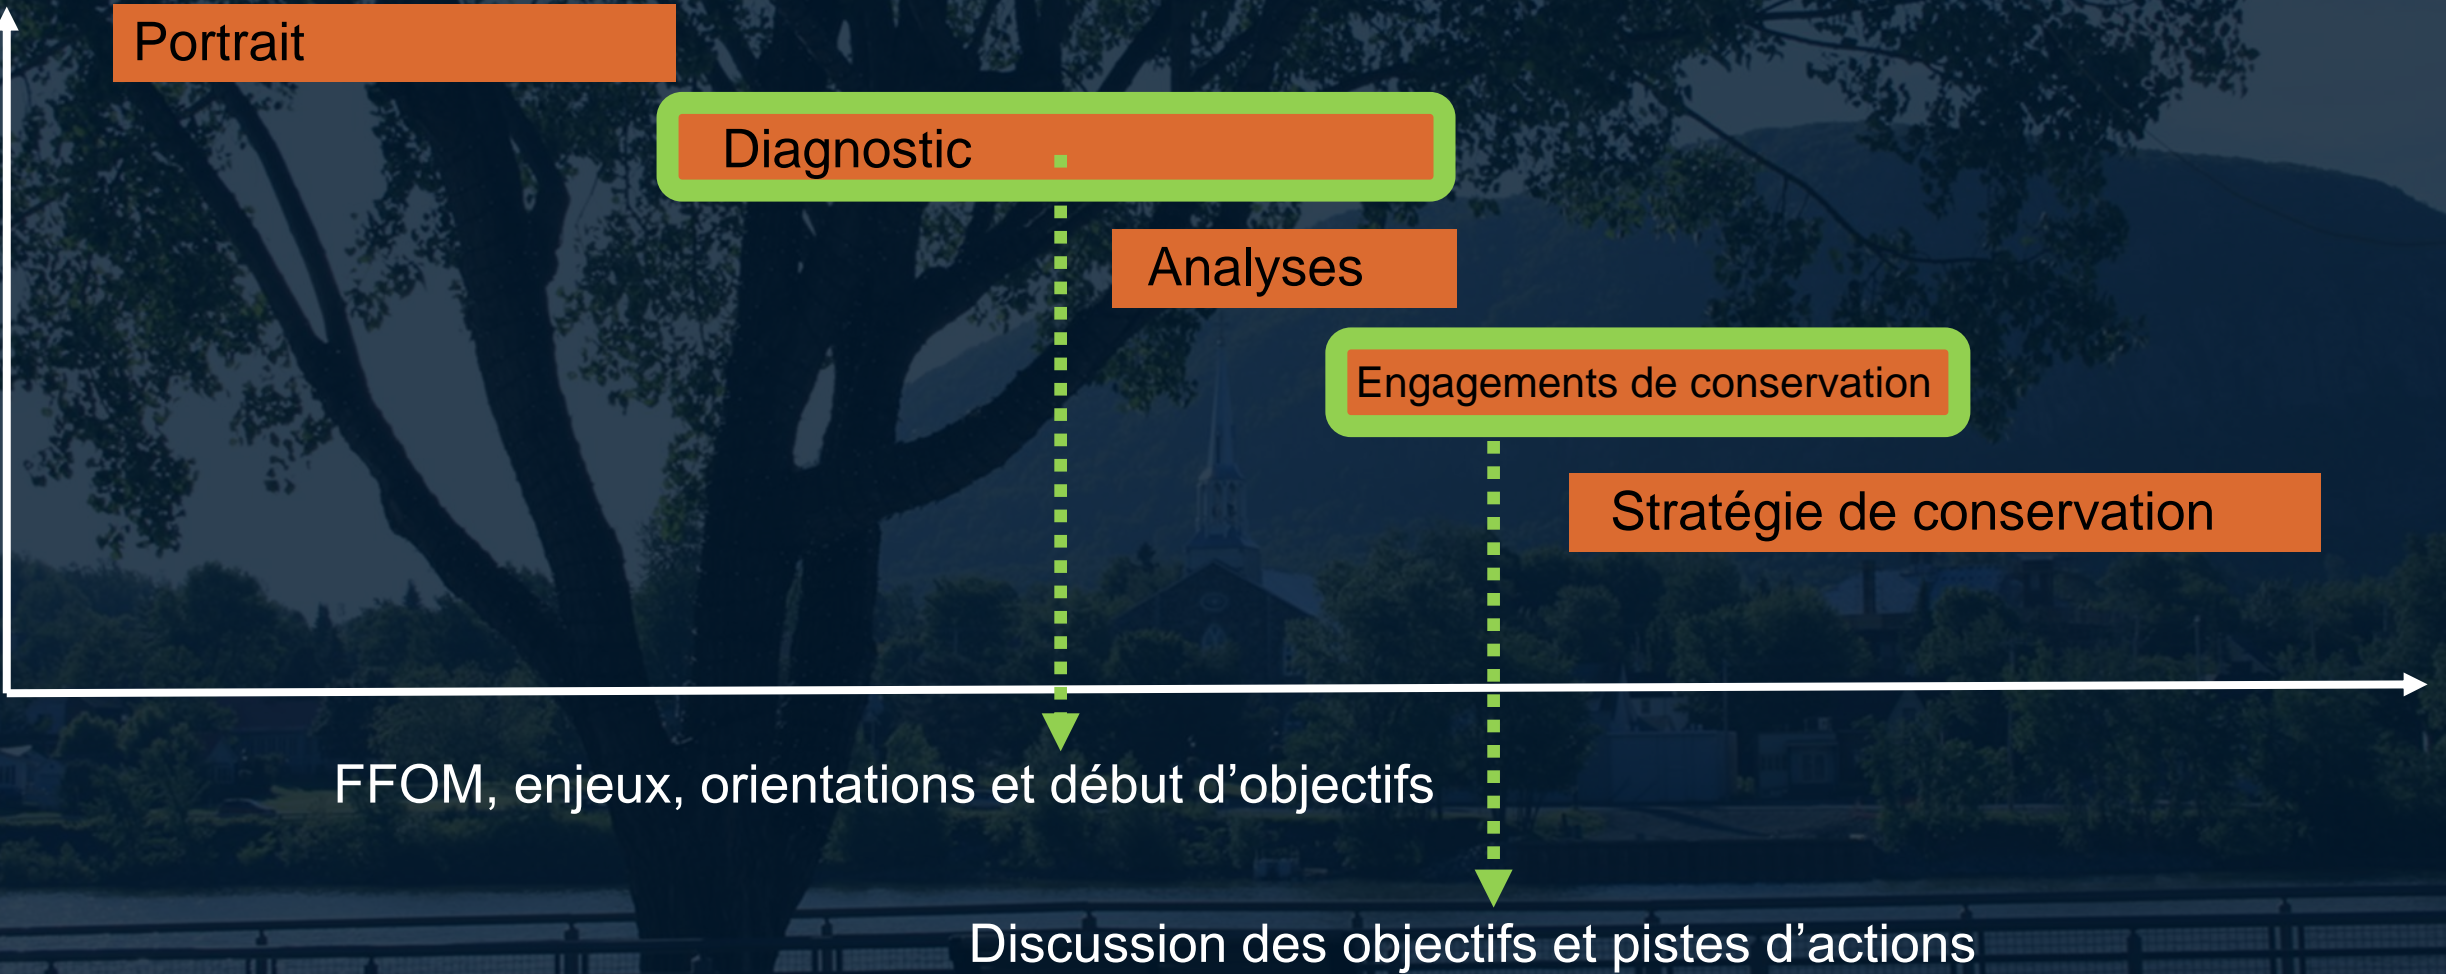 Portrait
Diagnostic
Analyses
Engagements de conservation
Stratégie de conservation
FFOM, enjeux, orientations et début d’objectifs
Discussion des objectifs et pistes d’actions